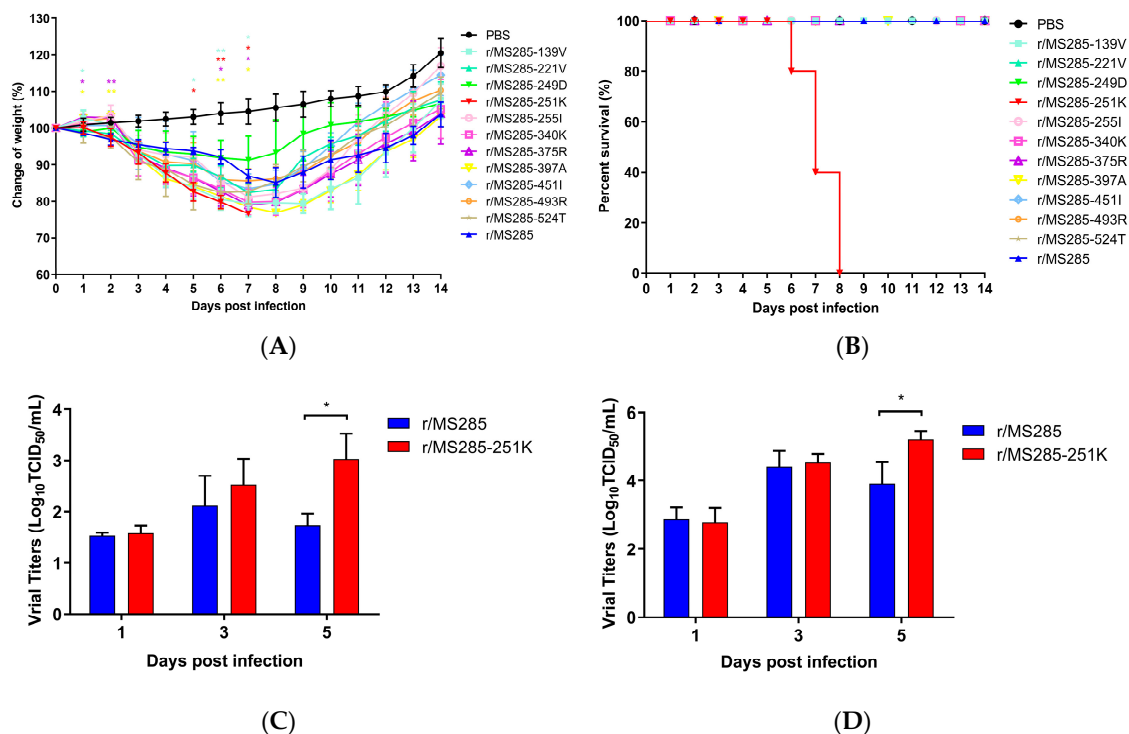 130
120
110
100
90
80
70
60
Change of weight (%)
0 1 2 3 4 5 6 7 8 9 10 11 12 13 14
Days post infection
* * * ** * ** ** * ** * * * * * *
PBS
r/MS285-139V
r/MS285-221V
r/MS285-249D
r/MS285-251K
r/MS285-255I
r/MS285-340K
r/MS285-375R
r/MS285-397A
r/MS285-451I
r/MS285-493R
r/MS285-524T
r/MS285
(A)
100
80
60
40
20
0
Percent survival (%)
0 1 2 3 4 5 6 7 8 9 10 11 12 13 14
Days post infection
PBS
r/MS285-139V
r/MS285-221V
r/MS285-249D
r/MS285-251K
r/MS285-255I
r/MS285-340K
r/MS285-375R
r/MS285-397A
r/MS285-451I
r/MS285-493R
r/MS285-524T
r/MS285
(B)
4
3
2
1
0
Vrial Titers (Log10TCID50/mL)
1 3 5
Days post infection
*
r/MS285
r/MS285-251K
(C)
6
4
2
0
Vrial Titers (Log10TCID50/mL)
1 3 5
Days post infection
*
r/MS285
r/MS285-251K
(D)